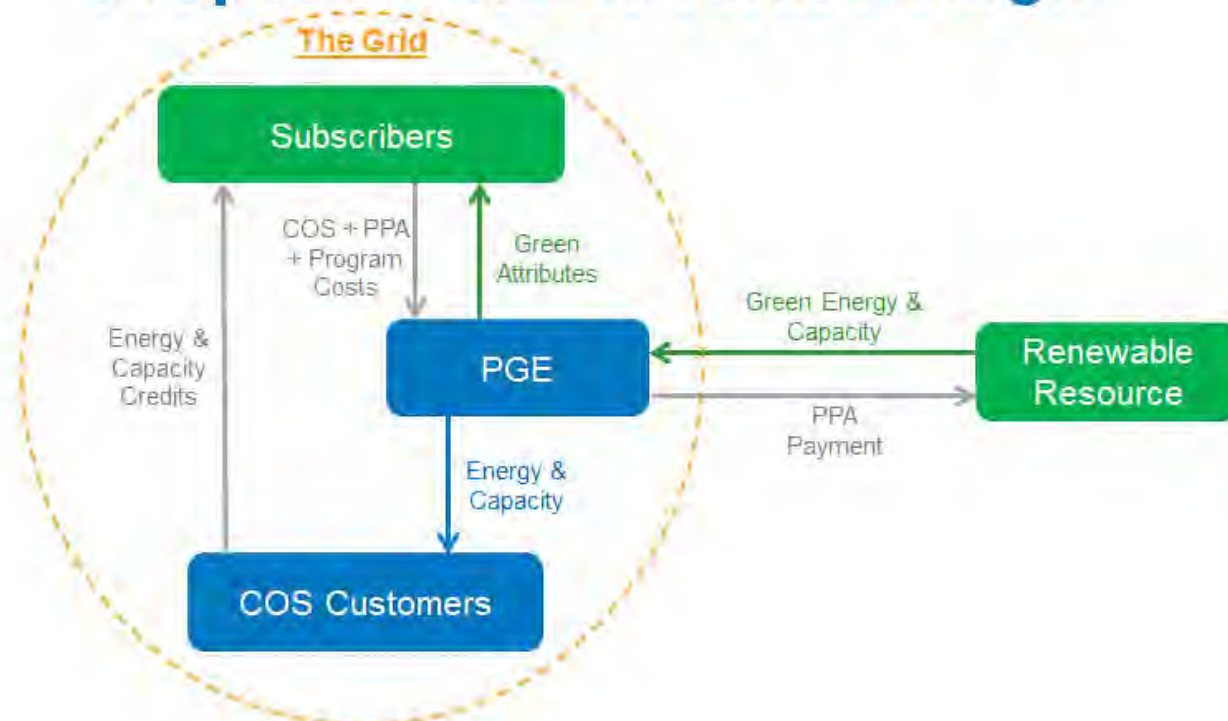 The Grid
Subscribers
COS + PPA
+ Program
Costs
Green
Attributes
Green Energy &
Capacity
Energy &
Capacity
Credits
PGE
Renewable
Resource
PPA
Payment
Energy &
Capacity
COS Customers